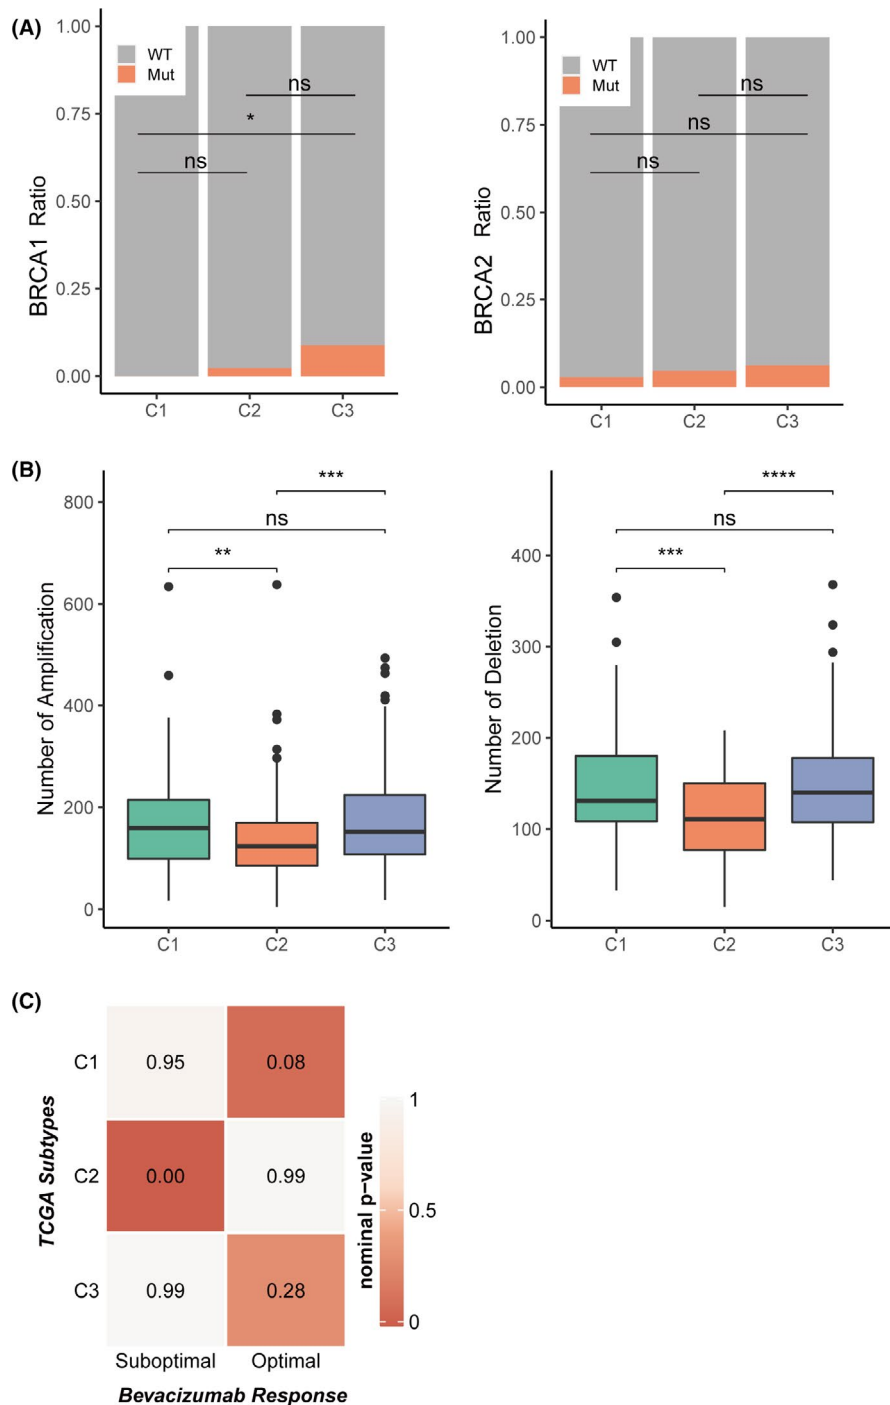 (A)
1.00
0.75
0.50
0.25
0.00
BRCA1 Ratio
WT
Mut
ns
*
ns
C1 C2 C3
1.00
0.75
0.50
0.25
0.00
BRCA2 Ratio
WT
Mut
ns
ns
ns
C1 C2 C3
(B)
800
600
400
200
0
Number of Amplification
***
ns
**
C1 C2 C3
400
300
200
100
0
Number of Deletion
****
ns
***
C1 C2 C3
(C)
TCGA Subtypes
C1 0.95 0.08
C2 0.00 0.99
C3 0.99 0.28
Suboptimal Optimal
Bevacizumab Response
nominal p-value
1
0.5
0